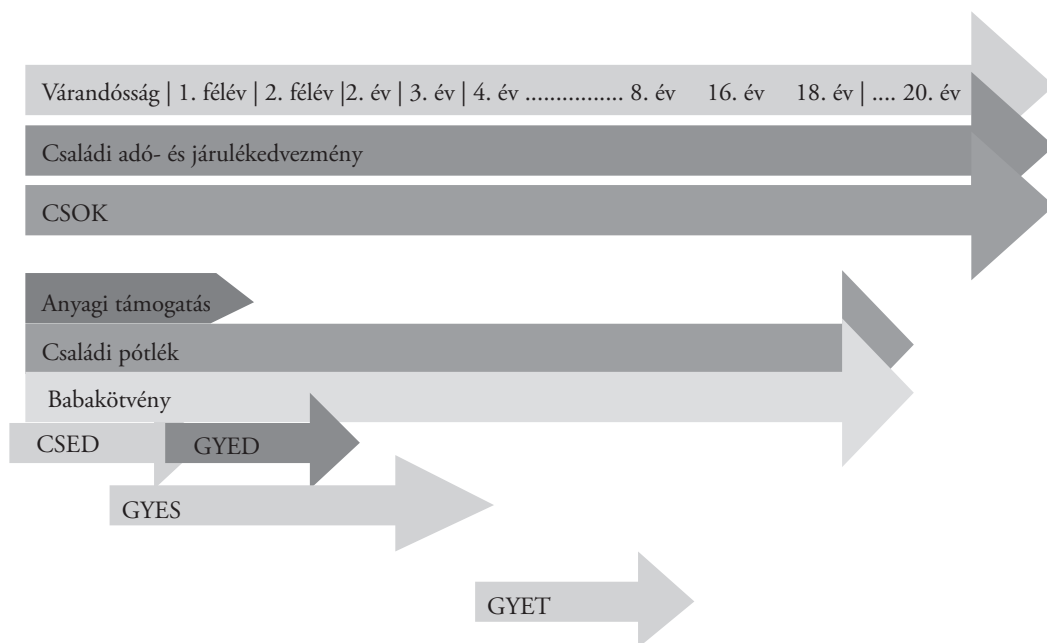 Várandósság | 1. félév | 2. félév |2. év | 3. év | 4. év ................ 8. év 16. év 18. év | .... 20. év
Családi adó- és járulékedvezmény
CSOK
Anyagi támogatás
Családi pótlék
Babakötvény
CSED
GYED
GYES
GYET